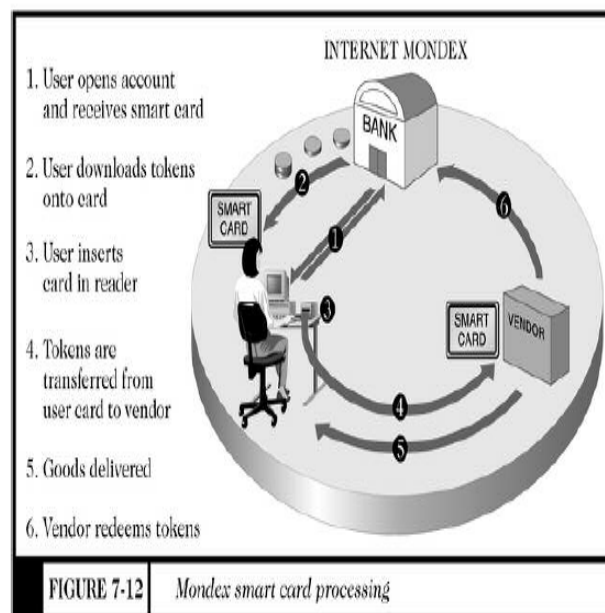 INTERNET MONDEX
1. User opens account
and receives smart card
2. User downloads tokens
onto card
3. User inserts
card in reader
4. Tokens are
transferred from
user card to vendor
5. Goods delivered
6. Vendor redeems tokens
BANK
2
SMART
CARD
1
6
3
SMART
CARD
VENDOR
4
5
FIGURE 7-12
Mondex smart card processing